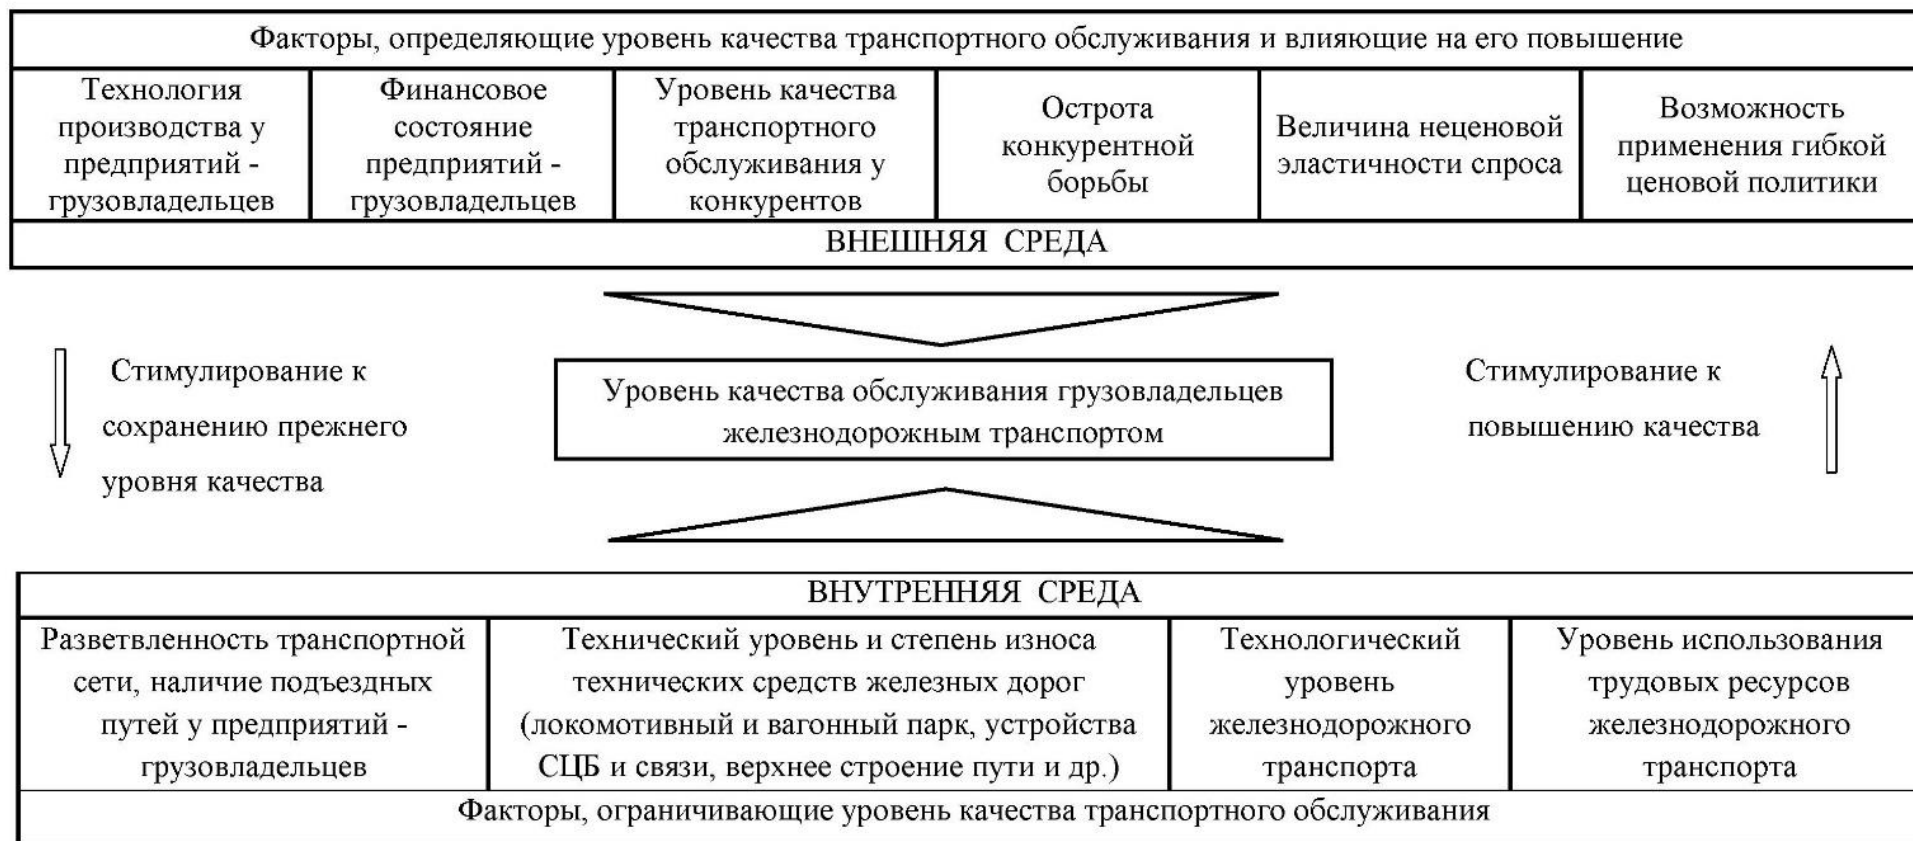 Факторы, определяющие уровень качества транспортного обслуживания и влияющие на его повышение
Технология
производства у
предприятий -
грузовладельцев
Финансовое
состояние
предприятий -
грузовладельцев
Уровень качества
транспортного
обслуживания у
конкурентов
Острота
конкурентной
борьбы
Величина неценовой
эластичности спроса
Возможность
применения гибкой
ценовой политики
ВНЕШНЯЯ СРЕДА
Стимулирование к
сохранению прежнего
уровня качества
Уровень качества обслуживания грузовладельцев
железнодорожным транспортом
Стимулирование к
повышению качества
ВНУТРЕННЯЯ СРЕДА
Разветвленность транспортной
сети, наличие подъездных
путей у предприятий -
грузовладельцев
Технический уровень и степень износа
технических средств железных дорог
(локомотивный и вагонный парк, устройства
СЦБ и связи, верхнее строение пути и др.)
Технологический
уровень
железнодорожного
транспорта
Уровень использования
трудовых ресурсов
железнодорожного
транспорта
Факторы, ограничивающие уровень качества транспортного обслуживания